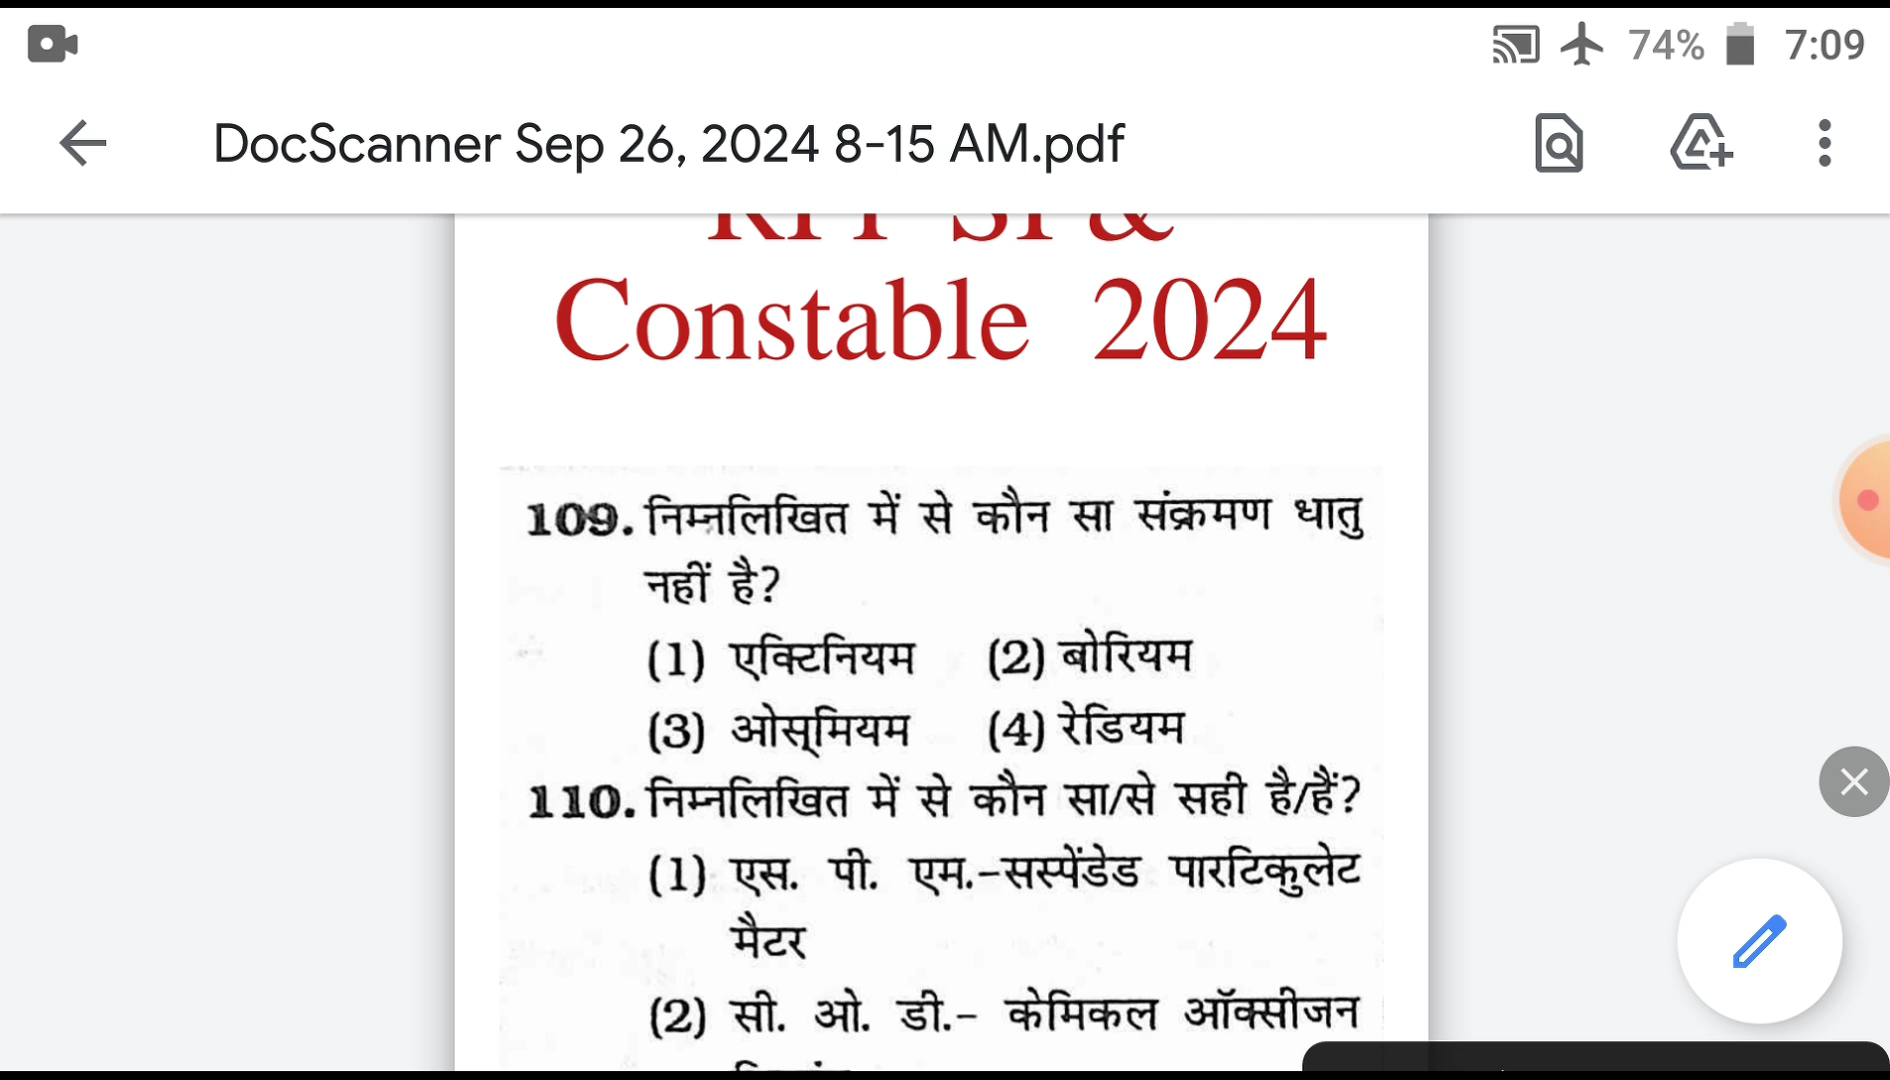 74% 7:09
DocScanner Sep 26, 2024 8-15 AM.pdf
Constable 2024
109. निम्नलिखित में से कौन सा संक्रमण धातु
नहीं है?
(1) एक्टिनियम (2) बोरियम
(3) ओस्मियम (4) रेडियम
110. निम्नलिखित में से कौन सा/से सही है/हैं?
(1) एस. पी. एम.-सस्पेंडेड पारटिकुलेट
मैटर
(2) सी. ओ. डी.- केमिकल ऑक्सीजन